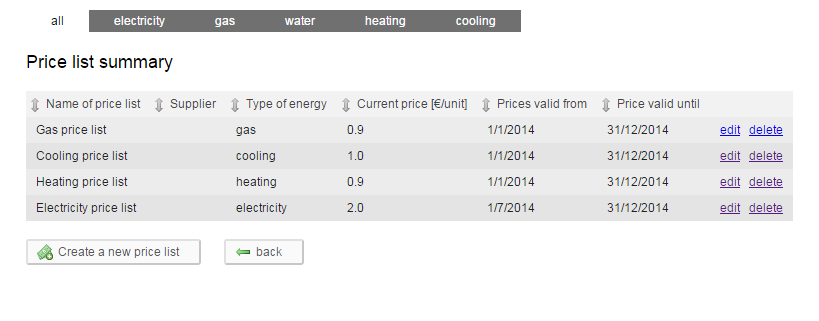 all electricity gas water heating cooling
Price list summary
Name of price list Supplier Type of energy Current price [€/unit] Prices valid from Price valid until
Gas price list gas 0.9 1/1/2014 31/12/2014 edit delete
Cooling price list cooling 1.0 1/1/2014 31/12/2014 edit delete
Heating price list heating 0.9 1/1/2014 31/12/2014 edit delete
Electricity price list electricity 2.0 1/7/2014 31/12/2014 edit delete
Create a new price list back